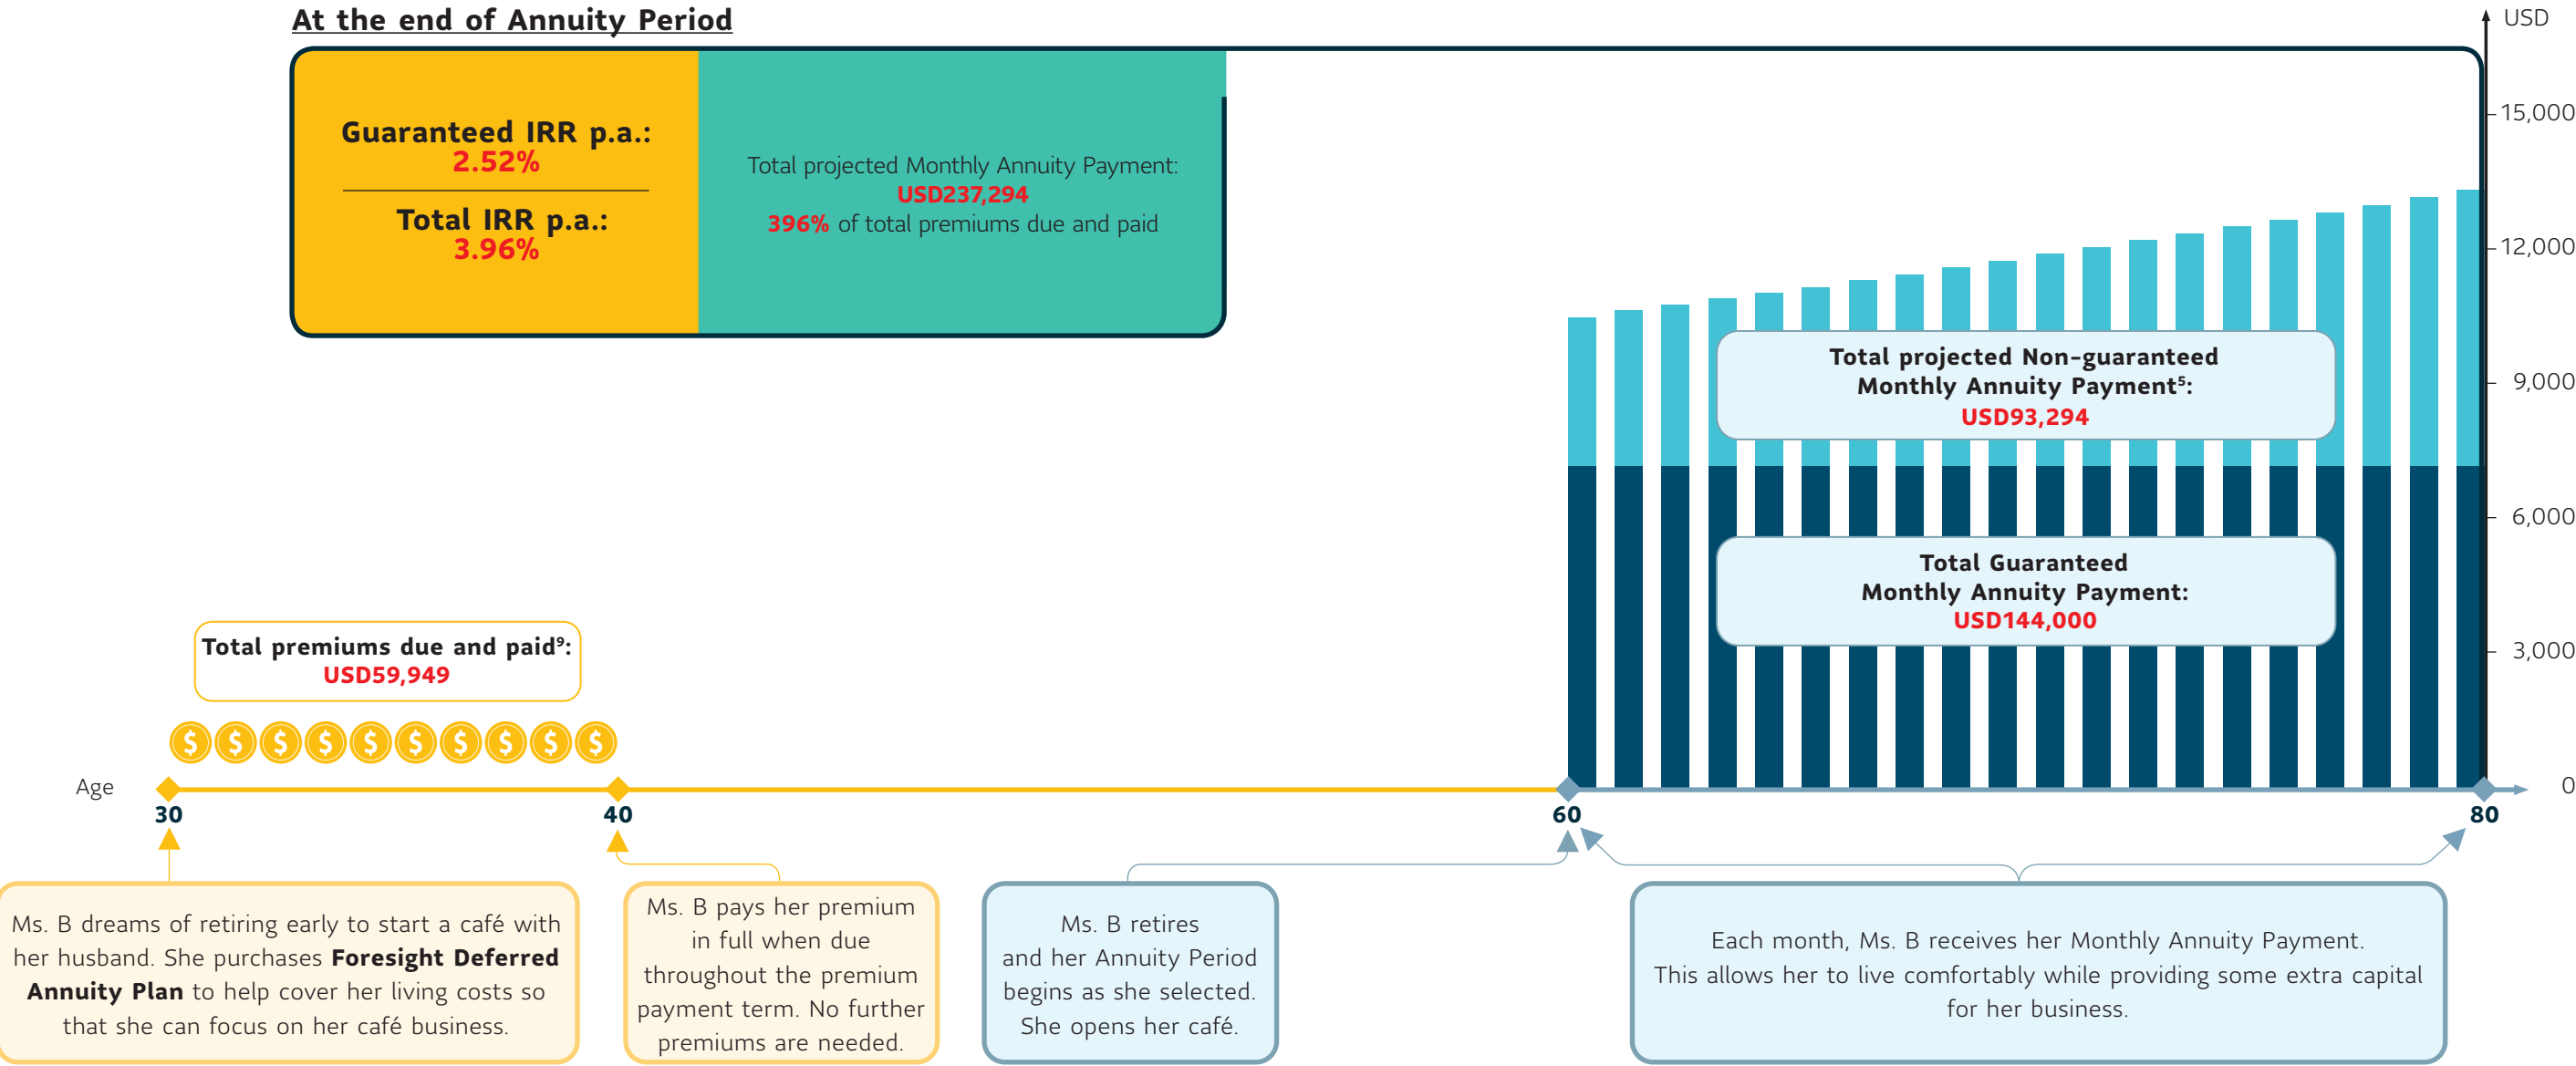 At the end of Annuity Period
Guaranteed IRR p.a.:
2.52%
Total IRR p.a.:
3.96%
Total projected Monthly Annuity Payment:
USD237,294
396% of total premiums due and paid
USD
15,000
12,000
9,000
6,000
3,000
0
Total projected Non-guaranteed
Monthly Annuity Payment⁵:
USD93,294
Total Guaranteed
Monthly Annuity Payment:
USD144,000
Total premiums due and paid⁹:
USD59,949
$ $ $ $ $ $ $ $ $ $
Age
30 40 60 80
Ms. B dreams of retiring early to start a café with
her husband. She purchases Foresight Deferred
Annuity Plan to help cover her living costs so
that she can focus on her café business.
Ms. B pays her premium
in full when due
throughout the premium
payment term. No further
premiums are needed.
Ms. B retires
and her Annuity Period
begins as she selected.
She opens her café.
Each month, Ms. B receives her Monthly Annuity Payment.
This allows her to live comfortably while providing some extra capital
for her business.